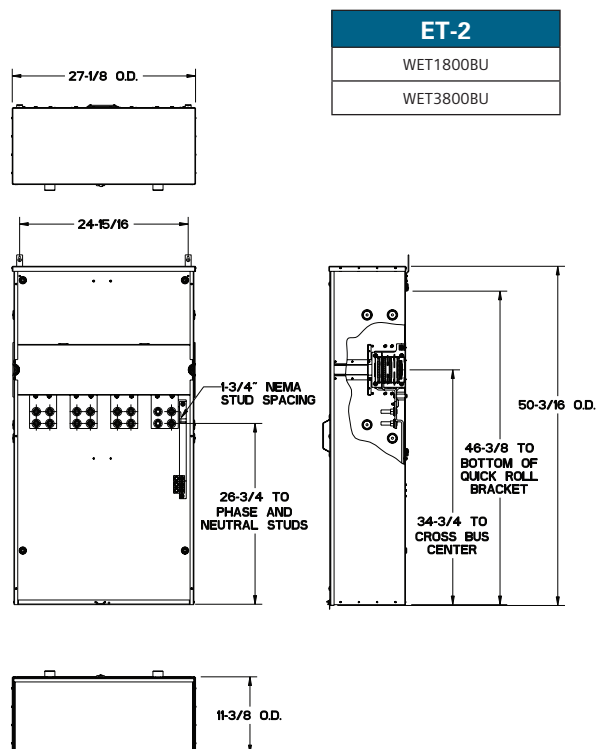 ET-2
WET1800BU
WET3800BU
27-1/8 O.D.
24-15/16
1-3/4" NEMA
STUD SPACING
26-3/4 TO
PHASE AND
NEUTRAL STUDS
50-3/16 O.D.
46-3/8 TO
BOTTOM OF
QUICK ROLL
BRACKET
34-3/4 TO
CROSS BUS
CENTER
11-3/8 O.D.